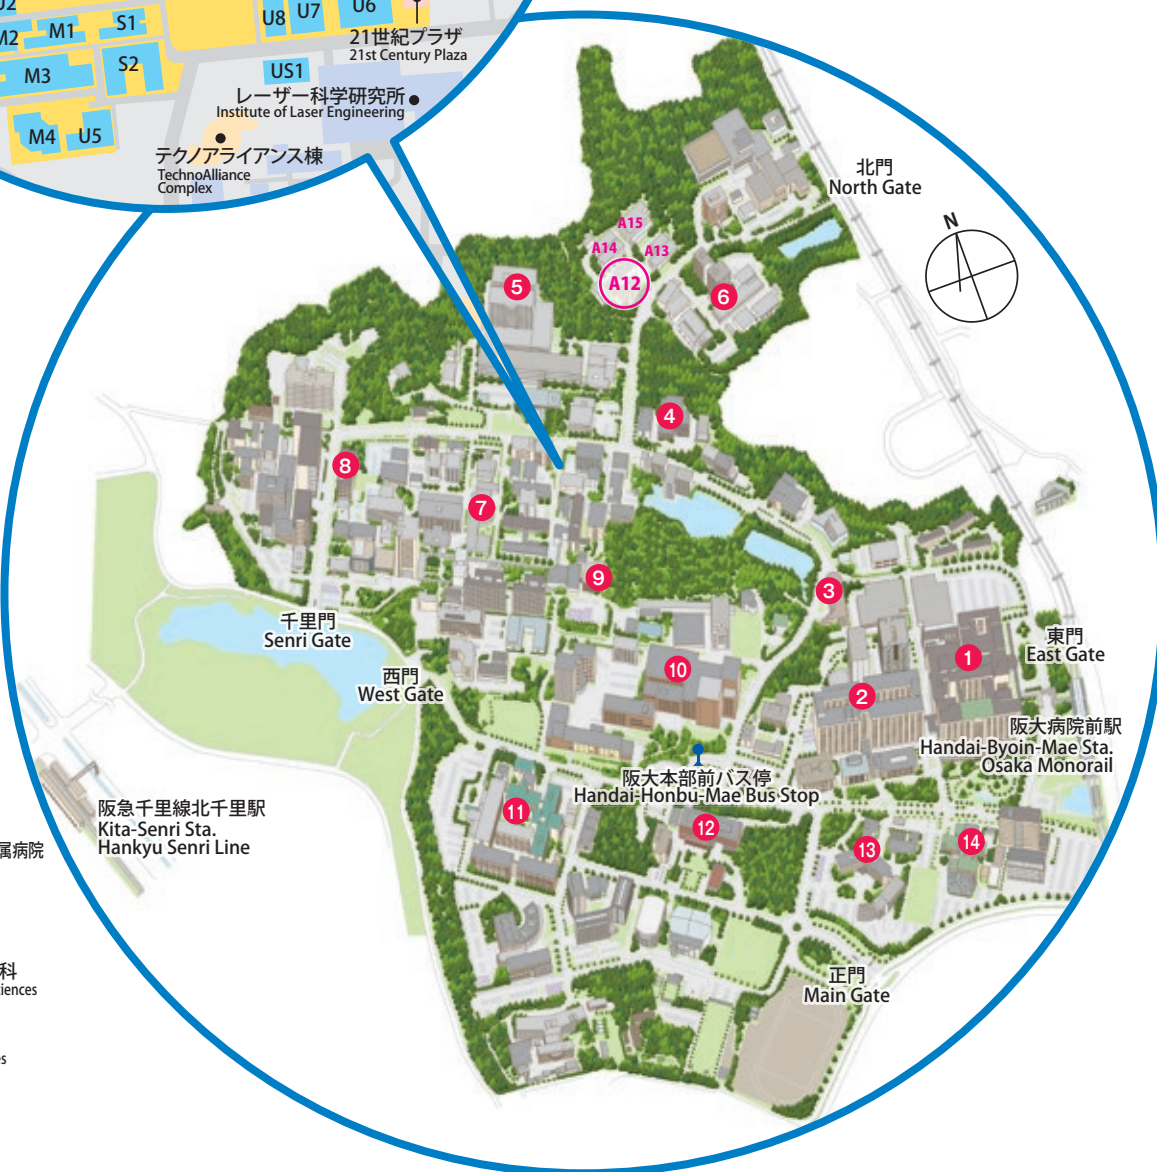 U2
M2
M1
S1
U8
U7
U6
M3
S2
US1
M4
U5
21世紀プラザ
21st Century Plaza
レーザー科学研究所
Institute of Laser Engineering
テクノアライアンス棟
TechnoAlliance
Complex
北門
North Gate
N
A15
A14
A13
A12
5
6
4
8
7
9
3
千里門
Senri Gate
西門
West Gate
10
1
2
東門
East Gate
阪大病院前駅
Handai-Byoin-Mae Sta.
Osaka Monorail
阪大本部前バス停
Handai-Honbu-Mae Bus Stop
阪急千里線北千里駅
Kita-Senri Sta.
Hankyu Senri Line
11
12
13
14
属病院
科
iences
正門
Main Gate
es